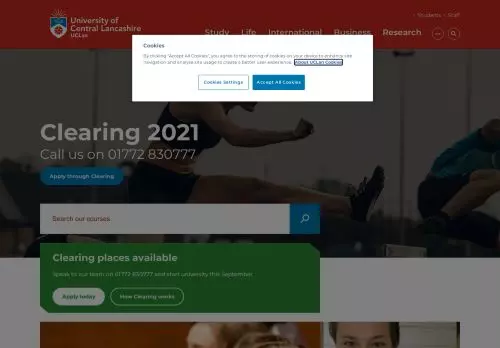 University of
Central Lancashire
UCLan
Students
Staff
Study Life International Business Research
Cookies
By clicking "Accept All Cookies", you agree to the storing of cookies on your device to enhance site
navigation and analyse site usage to create a better user experience. About UCLan Cookies
Cookies Settings
Accept All Cookies
Clearing 2021
Call us on 01772 830777
Apply through Clearing
Search our courses
Clearing places available
Speak to our team on 01772 830777 and start university this September
Apply today
How Clearing works